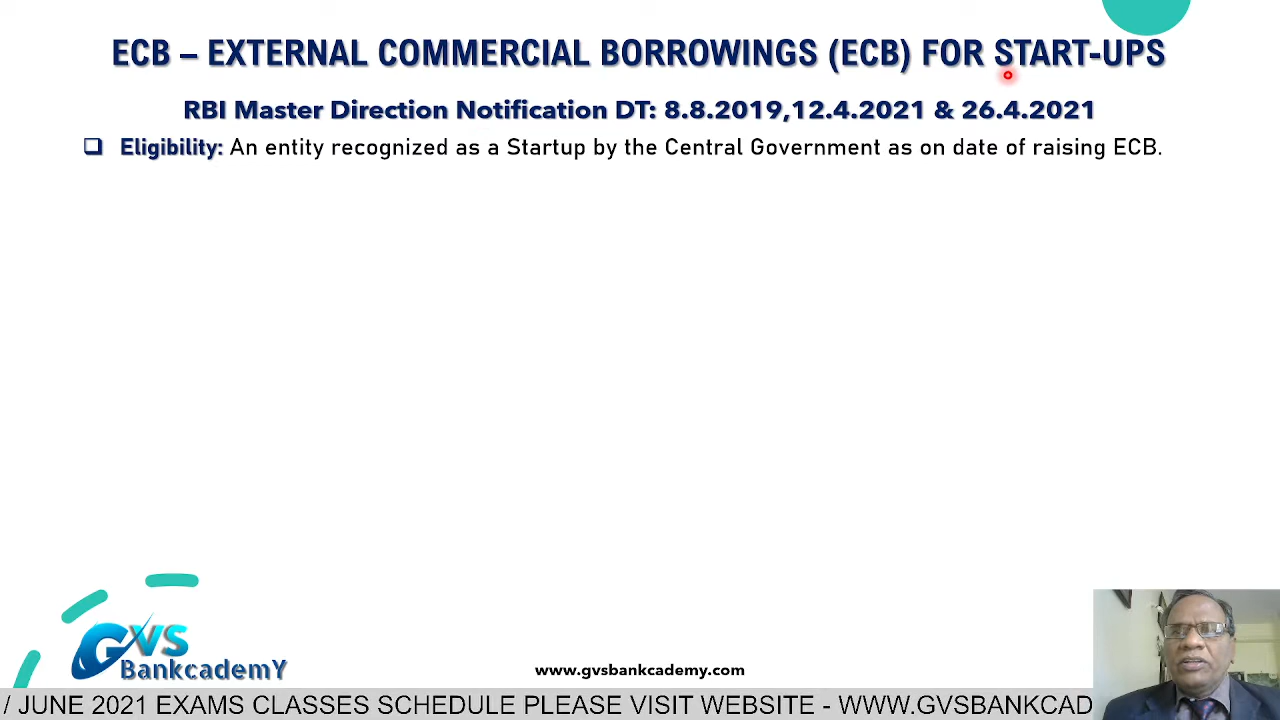 ECB – EXTERNAL COMMERCIAL BORROWINGS (ECB) FOR START-UPS
RBI Master Direction Notification DT: 8.8.2019,12.4.2021 & 26.4.2021
❑ Eligibility: An entity recognized as a Startup by the Central Government as on date of raising ECB.
GVS
BankcademY
www.gvsbankcademy.com
/ JUNE 2021 EXAMS CLASSES SCHEDULE PLEASE VISIT WEBSITE - WWW.GVSBANKCAD